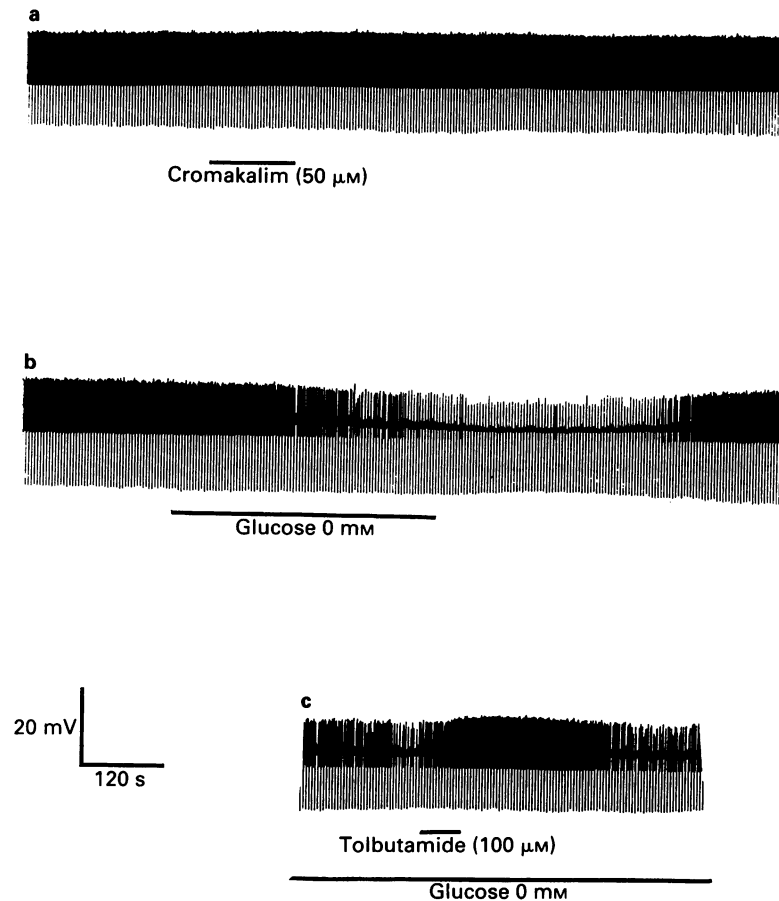 a
Cromakalim (50 µM)
b
Glucose 0 mM
20 mV
120 s
c
Tolbutamide (100 µM)
Glucose 0 mM